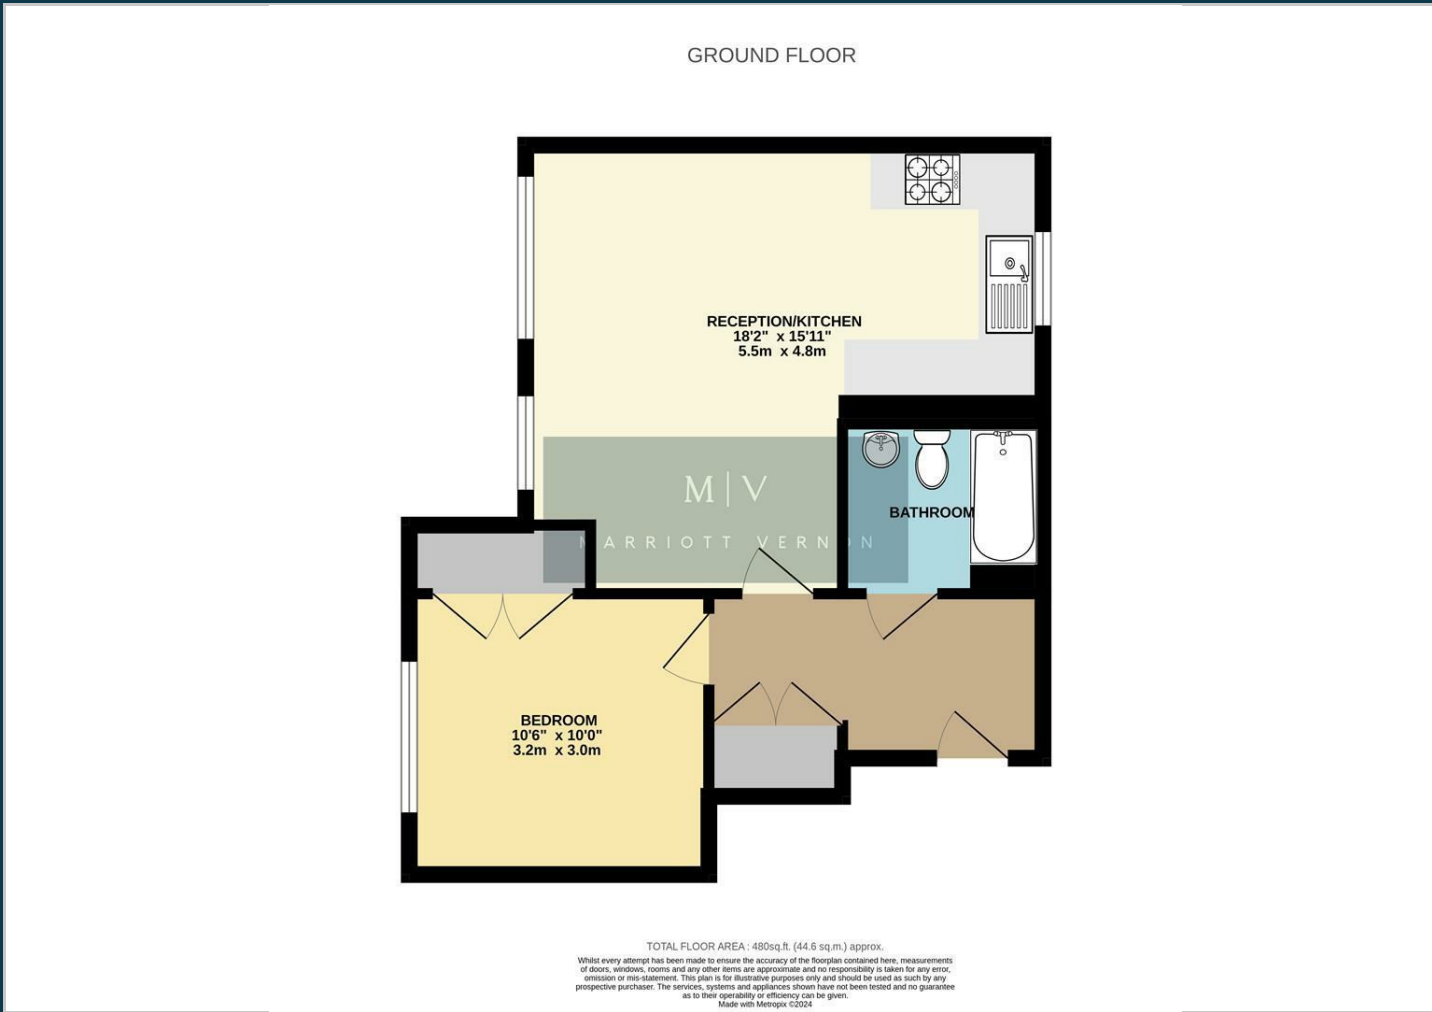 GROUND FLOOR
RECEPTION/KITCHEN
18'2" x 15'11"
5.5m x 4.8m
M|V
MARRIOTT VERNON
BATHROOM
BEDROOM
10'6" x 10'0"
3.2m x 3.0m
TOTAL FLOOR AREA : 480sq.ft. (44.6 sq.m.) approx.
Whilst every attempt has been made to ensure the accuracy of the floorplan contained here, measurements
of doors, windows, rooms and any other items are approximate and no responsibility is taken for any error,
omission or mis-statement. This plan is for illustrative purposes only and should be used as such by any
prospective purchaser. The services, systems and appliances shown have not been tested and no guarantee
as to their operability or efficiency can be given.
Made with Metropix ©2024